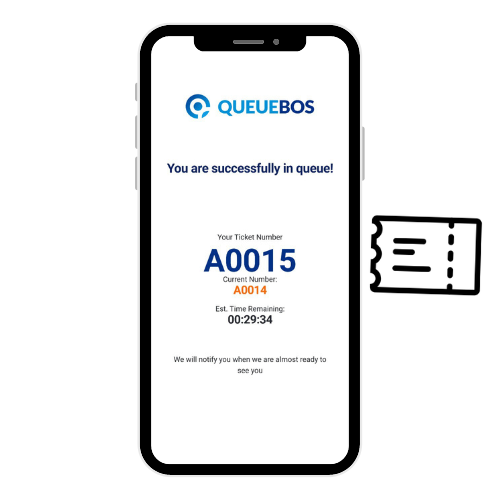 QUEUEBOS
You are successfully in queue!
Your Ticket Number
A0015
Current Number:
A0014
Est. Time Remaining:
00:29:34
We will notify you when we are almost ready to
see you